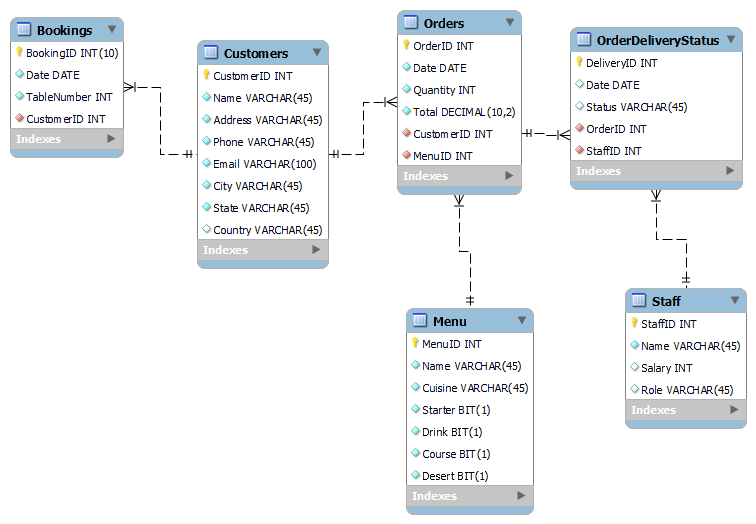 Bookings
BookingID INT(10)
Date DATE
TableNumber INT
CustomerID INT
Indexes
Customers
CustomerID INT
Name VARCHAR(45)
Address VARCHAR(45)
Phone VARCHAR(45)
Email VARCHAR(100)
City VARCHAR(45)
State VARCHAR(45)
Country VARCHAR(45)
Indexes
Orders
OrderID INT
Date DATE
Quantity INT
Total DECIMAL(10,2)
CustomerID INT
MenuID INT
Indexes
OrderDeliveryStatus
DeliveryID INT
Date DATE
Status VARCHAR(45)
OrderID INT
StaffID INT
Indexes
Menu
MenuID INT
Name VARCHAR(45)
Cuisine VARCHAR(45)
Starter BIT(1)
Drink BIT(1)
Course BIT(1)
Desert BIT(1)
Indexes
Staff
StaffID INT
Name VARCHAR(45)
Salary INT
Role VARCHAR(45)
Indexes